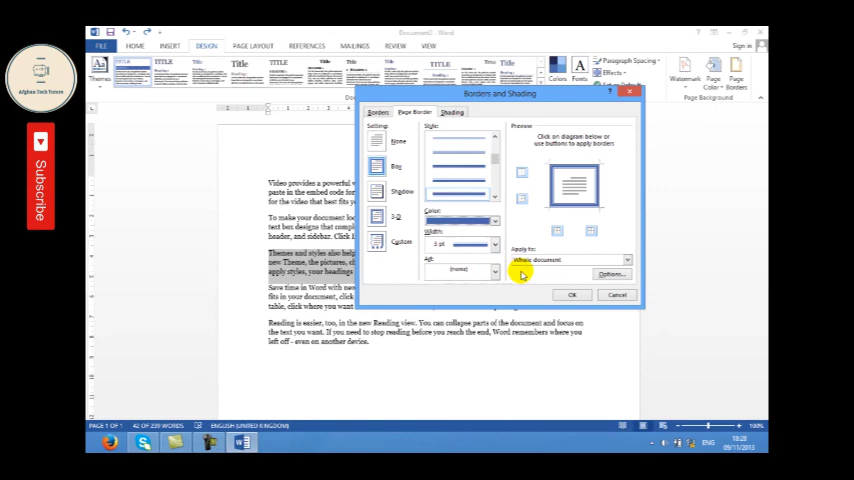 Document2 - Word
FILE HOME INSERT DESIGN PAGE LAYOUT REFERENCES MAILINGS REVIEW VIEW
Sign in
Themes
Colors
Fonts
Paragraph Spacing
Effects
Watermark
Page Color
Page Borders
Page Background
Afghan Tech Tutors
Subscribe
Borders and Shading
Borders Page Border Shading
Setting:
None
Box
Shadow
3-D
Custom
Style:
Color:
Width:
3 pt
Art:
(none)
Preview
Click on diagram below or
use buttons to apply borders
Apply to:
Whole document
Options...
OK Cancel
Video provides a powerful
paste in the embed code for
for the video that best fits
To make your document
text box designs that
header, and sidebar. Click
Themes and styles also help
new Theme, the pictures,
apply styles, your headings
Save time in Word with new
fits in your document, click
table, click where you want
Reading is easier, too, in the new Reading view. You can collapse parts of the document and focus on
the text you want. If you need to stop reading before you reach the end, Word remembers where you
left off - even on another device.
PAGE 1 OF 1 42 OF 239 WORDS ENGLISH (UNITED KINGDOM) 100%
ENG
18:28
09/11/2013